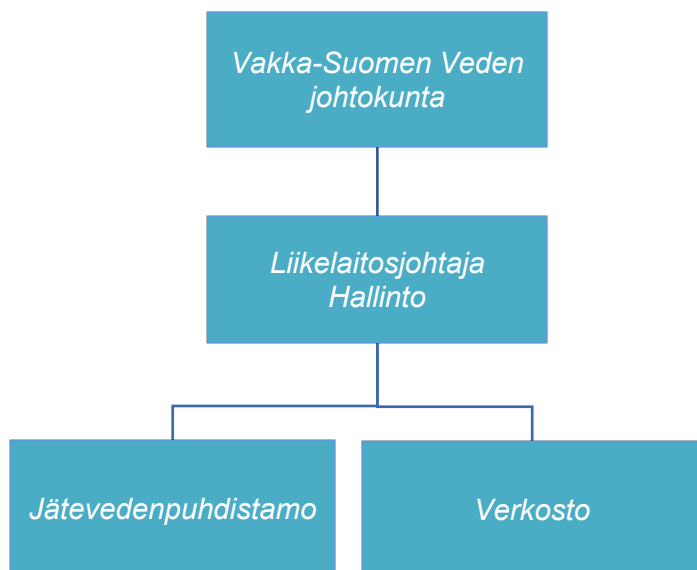 Vakka-Suomen Veden
johtokunta
Liikelaitosjohtaja
Hallinto
Jätevedenpuhdistamo
Verkosto